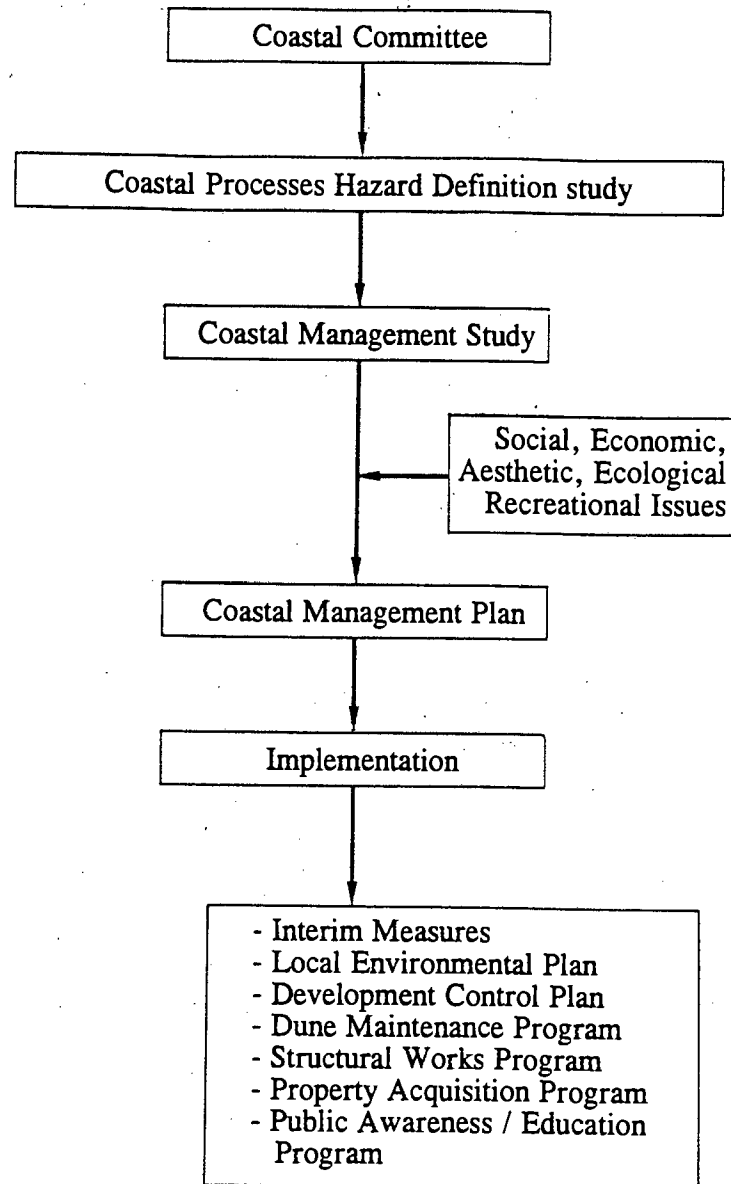 Coastal Committee
Coastal Processes Hazard Definition study
Coastal Management Study
Social, Economic,
Aesthetic, Ecological
Recreational Issues
Coastal Management Plan
Implementation
- Interim Measures
- Local Environmental Plan
- Development Control Plan
- Dune Maintenance Program
- Structural Works Program
- Property Acquisition Program
- Public Awareness / Education
Program